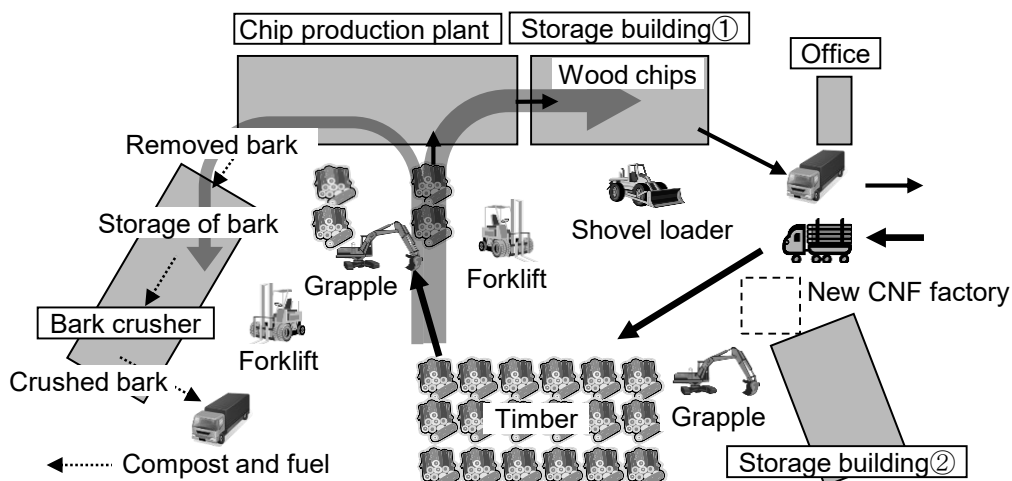 Chip production plant
Storage building①
Office
Wood chips
Removed bark
Storage of bark
Shovel loader
Grapple
Forklift
New CNF factory
Bark crusher
Forklift
Crushed bark
Timber
Grapple
Compost and fuel
Storage building②